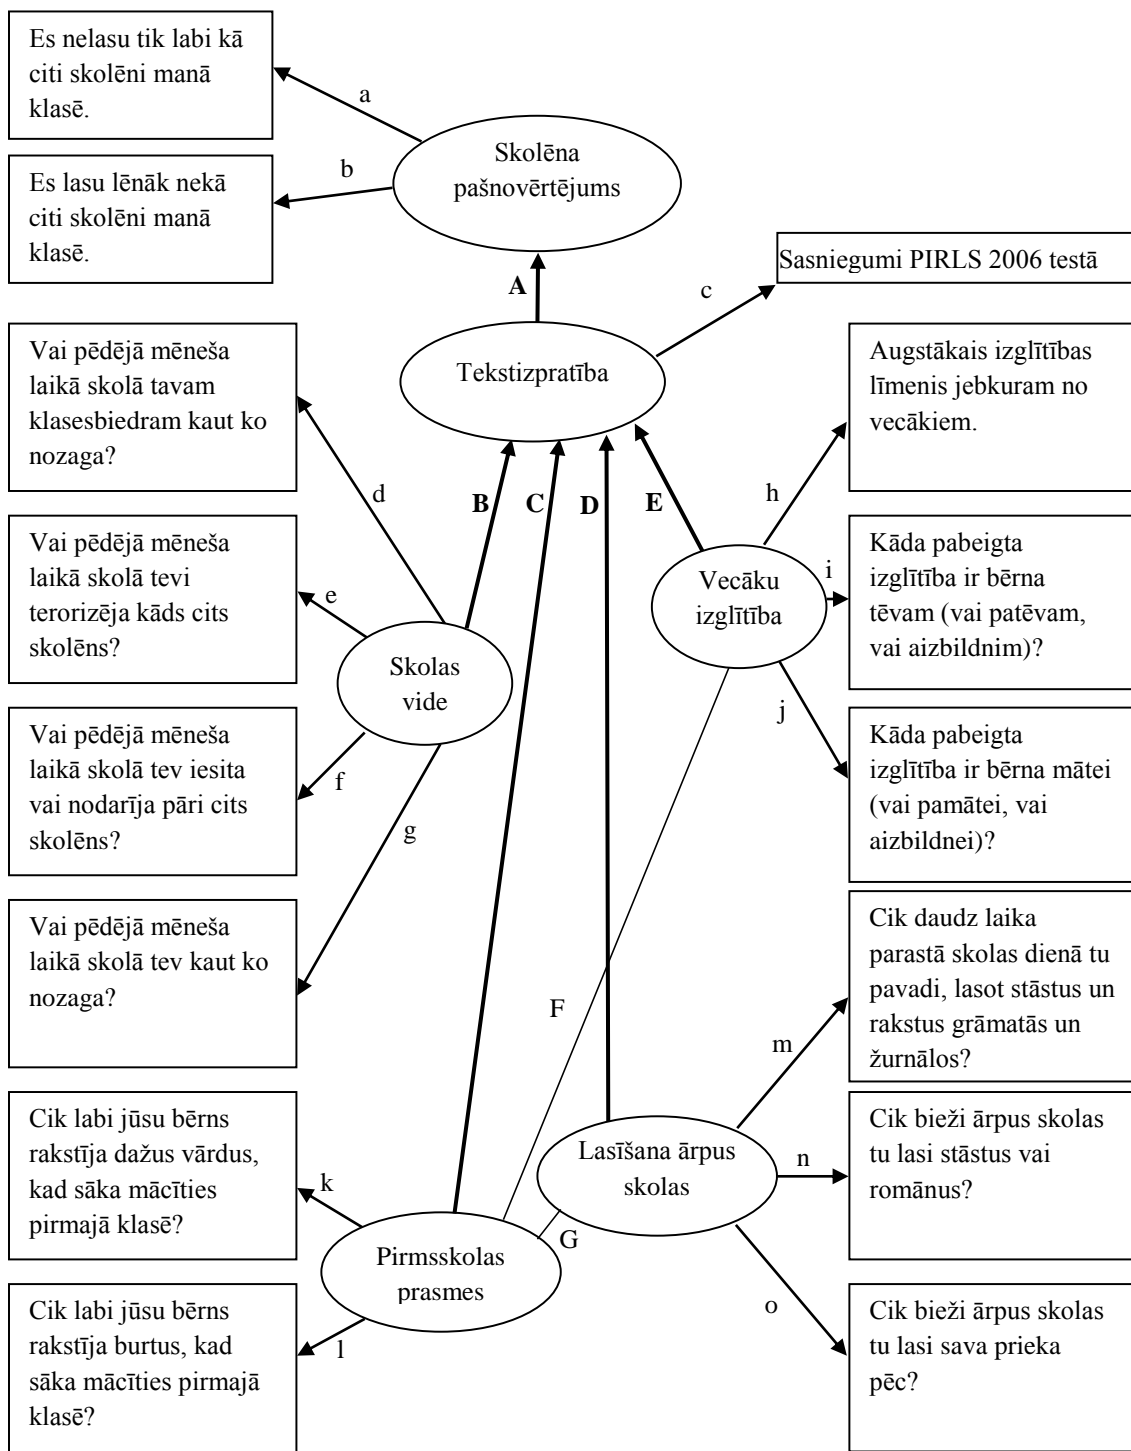 Es nelasu tik labi kā
citi skolēni manā
klasē.
a
Skolēna
pašnovērtējums
Es lasu lēnāk nekā
citi skolēni manā
klasē.
b
A
c
Sasniegumi PIRLS 2006 testā
Tekstizpratība
Vai pēdējā mēneša
laikā skolā tavam
klasesbiedram kaut ko
nozaga?
d
B
C
D
E
h
Augstākais izglītības
līmenis jebkuram no
vecākiem.
Vai pēdējā mēneša
laikā skolā tevi
terorizēja kāds cits
skolēns?
e
Skolas
vide
Vecāku
izglītība
i
Kāda pabeigta
izglītība ir bērna
tēvam (vai patēvam,
vai aizbildnim)?
j
Vai pēdējā mēneša
laikā skolā tev iesita
vai nodarīja pāri cits
skolēns?
f
g
Kāda pabeigta
izglītība ir bērna mātei
(vai pamātei, vai
aizbildnei)?
Vai pēdējā mēneša
laikā skolā tev kaut ko
nozaga?
F
m
Cik daudz laika
parastā skolas dienā tu
pavadi, lasot stāstus un
rakstus grāmatās un
žurnālos?
Cik labi jūsu bērns
rakstīja dažus vārdus,
kad sāka mācīties
pirmajā klasē?
k
Lasīšana ārpus
skolas
n
Cik bieži ārpus skolas
tu lasi stāstus vai
romānus?
G
Pirmsskolas
prasmes
Cik labi jūsu bērns
rakstīja burtus, kad
sāka mācīties pirmajā
klasē?
l
o
Cik bieži ārpus skolas
tu lasi sava prieka
pēc?